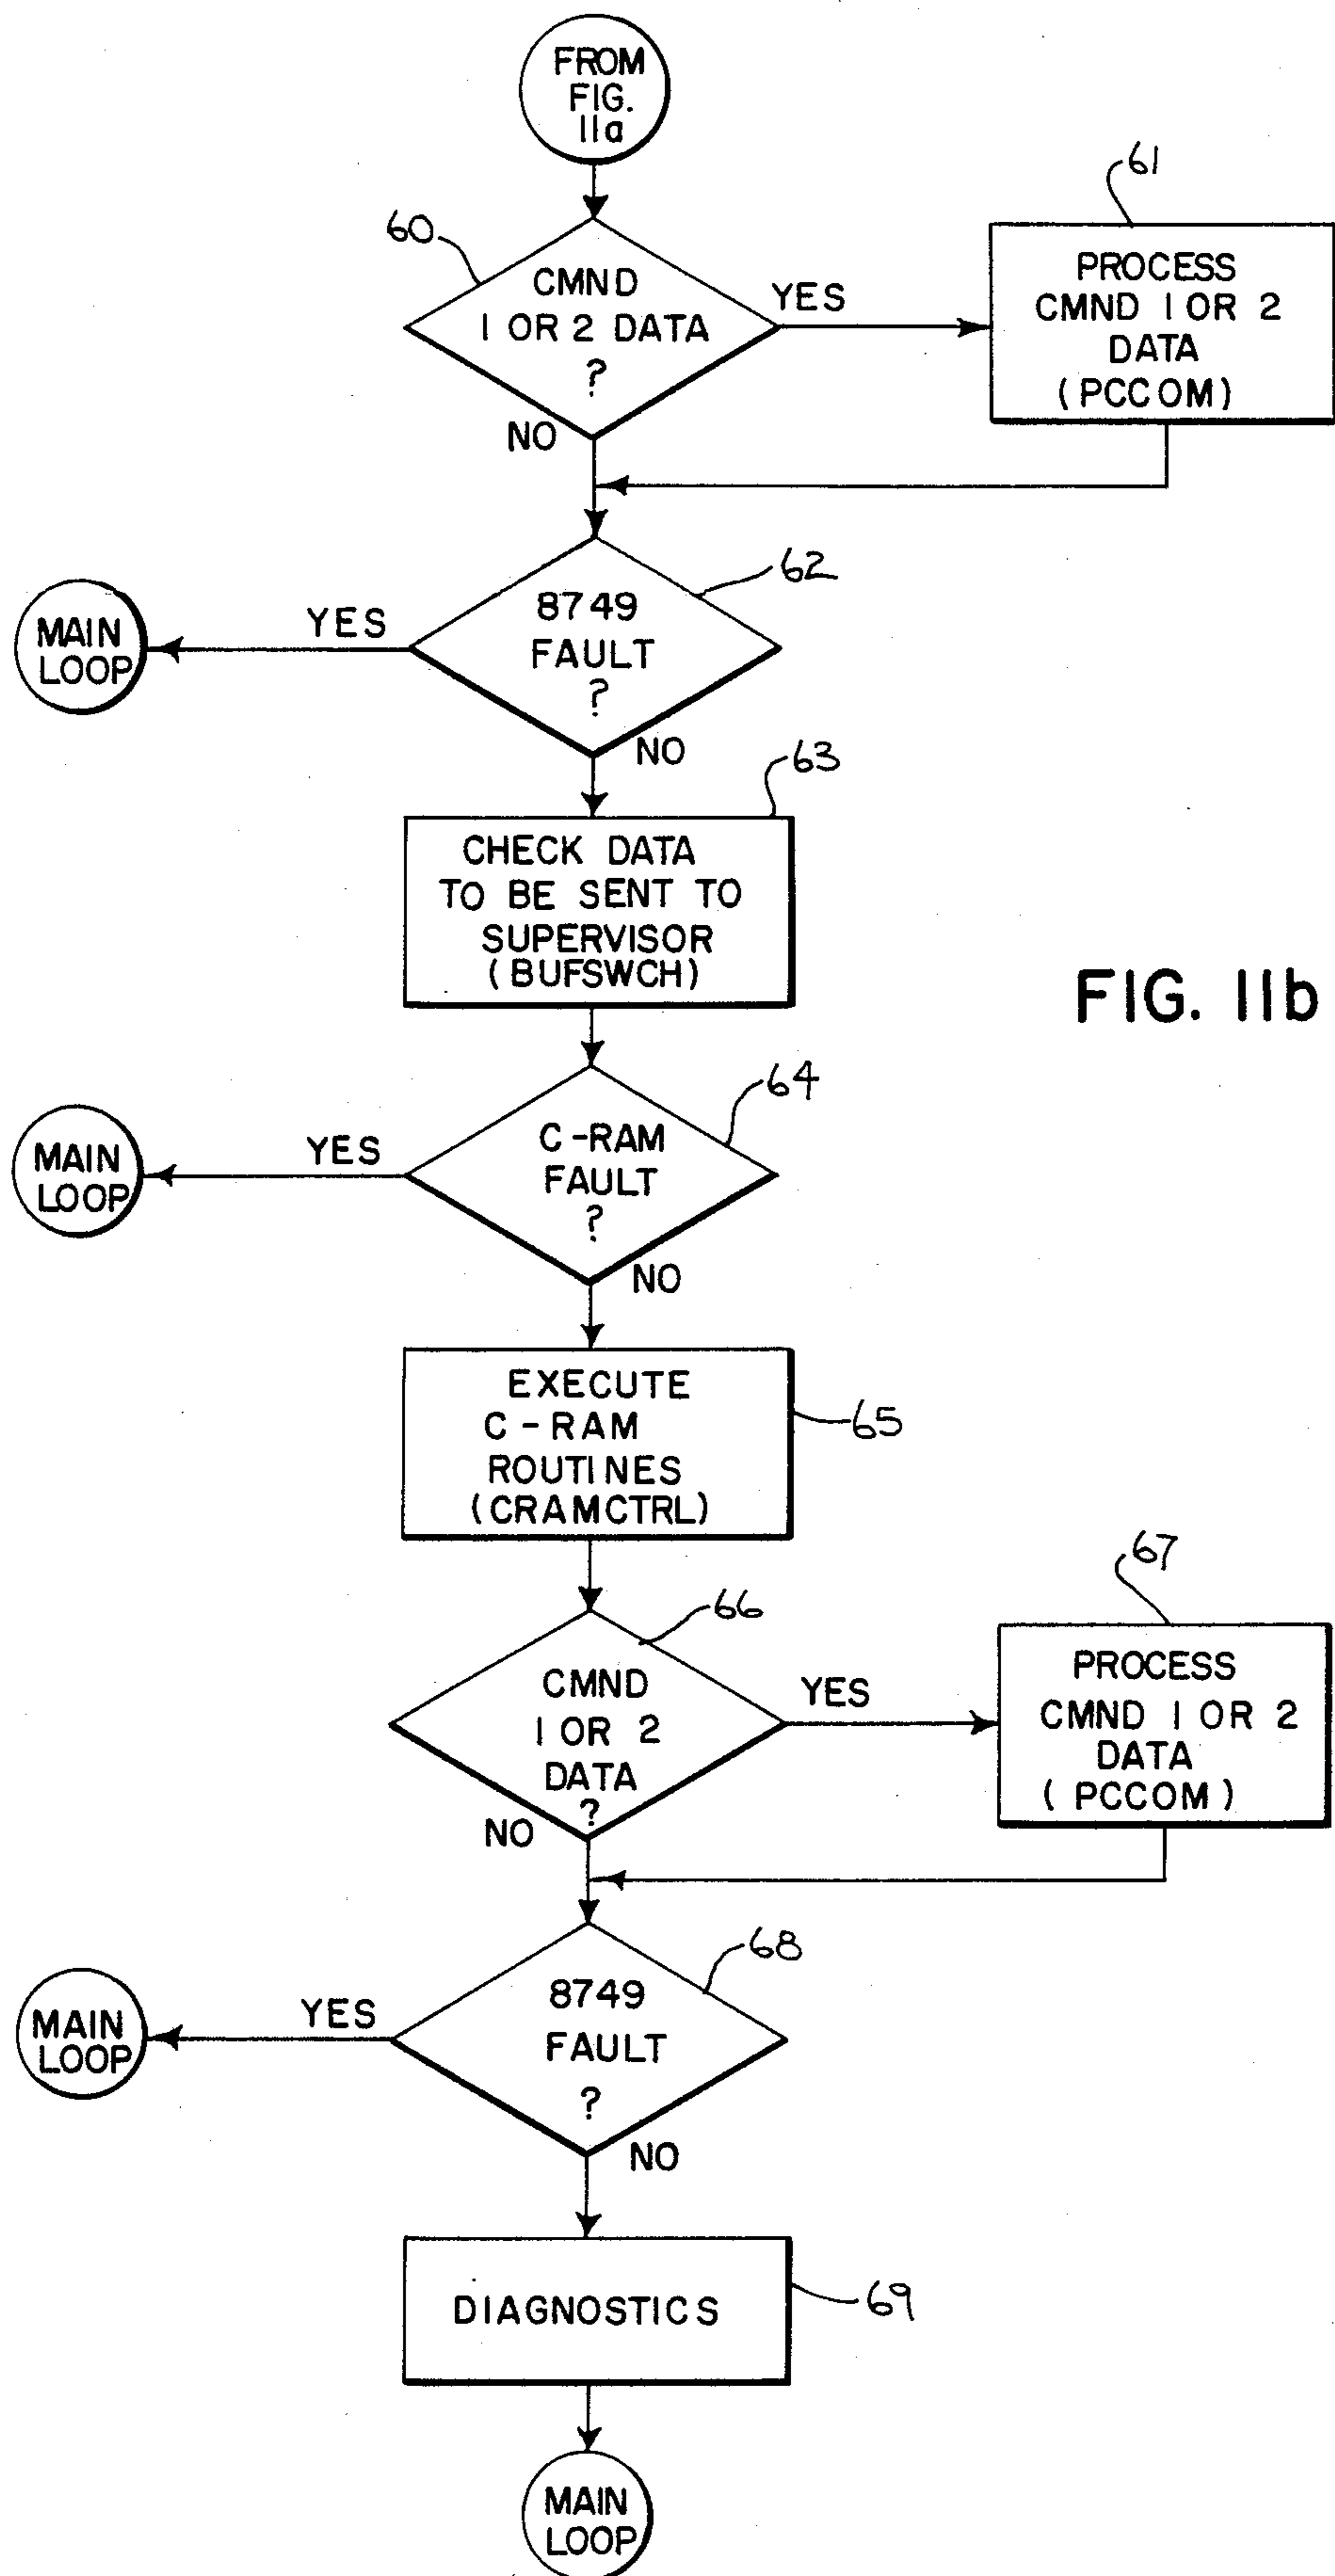 FROM
FIG.
11a
60
CMND
1 OR 2 DATA
?
YES
NO
61
PROCESS
CMND 1 OR 2
DATA
(PCCOM)
62
8749
FAULT
?
YES
NO
MAIN
LOOP
63
CHECK DATA
TO BE SENT TO
SUPERVISOR
(BUFSWCH)
FIG. 11b
64
C-RAM
FAULT
?
YES
NO
MAIN
LOOP
EXECUTE
C-RAM
ROUTINES
(CRAMCTRL)
65
66
CMND
1 OR 2
DATA
?
YES
NO
67
PROCESS
CMND 1 OR 2
DATA
(PCCOM)
68
8749
FAULT
?
YES
NO
MAIN
LOOP
DIAGNOSTICS
69
MAIN
LOOP